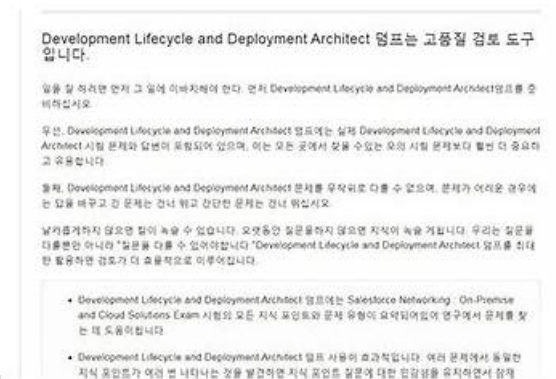 Development Lifecycle and Deployment Architect 덤프는 고품질 검토 도구
입니다.
일을 잘 하려면 먼저 그 일에 이바지해야 한다. 먼저 Development Lifecycle and Deployment Architect덤프를 준
비하십시오.
우선, Development Lifecycle and Deployment Architect 덤프에는 실제 Development Lifecycle and Deployment
Architect 시험 문제와 답변이 포함되어 있으며, 이는 모든 곳에서 찾을 수있는 모의 시험 문제보다 훨씬 더 중요하
고 유용합니다.
둘째, Development Lifecycle and Deployment Architect 문제를 무작위로 다룰 수 없으며, 문제가 어려운 경우에
는 답을 바꾸고 긴 문제는 건너 뛰고 간단한 문제는 건너 뛰십시오.
날카롭게하지 않으면 칼이 녹슬 수 있습니다. 오랫동안 질문을하지 않으면 지식이 녹슬 게됩니다. 우리는 질문을
다룰뿐만 아니라 "질문을 다룰 수 있어야합니다 "Development Lifecycle and Deployment Architect 덤프를 최대
한 활용하면 검토가 더 효율적으로 이루어집니다.
• Development Lifecycle and Deployment Architect 덤프에는 Salesforce Networking : On-Premise
and Cloud Solutions Exam 시험의 모든 지식 포인트와 문제 유형이 요약되어있어 연구에서 문제를 찾
는 데 도움이됩니다.
• Development Lifecycle and Deployment Architect 덤프 사용이 효과적입니다. 여러 문제에서 동일한
지식 포인트가 여러 번 나타나는 것을 발견하면 지식 포인트 질문에 대한 민감성을 유지하면서 잠재